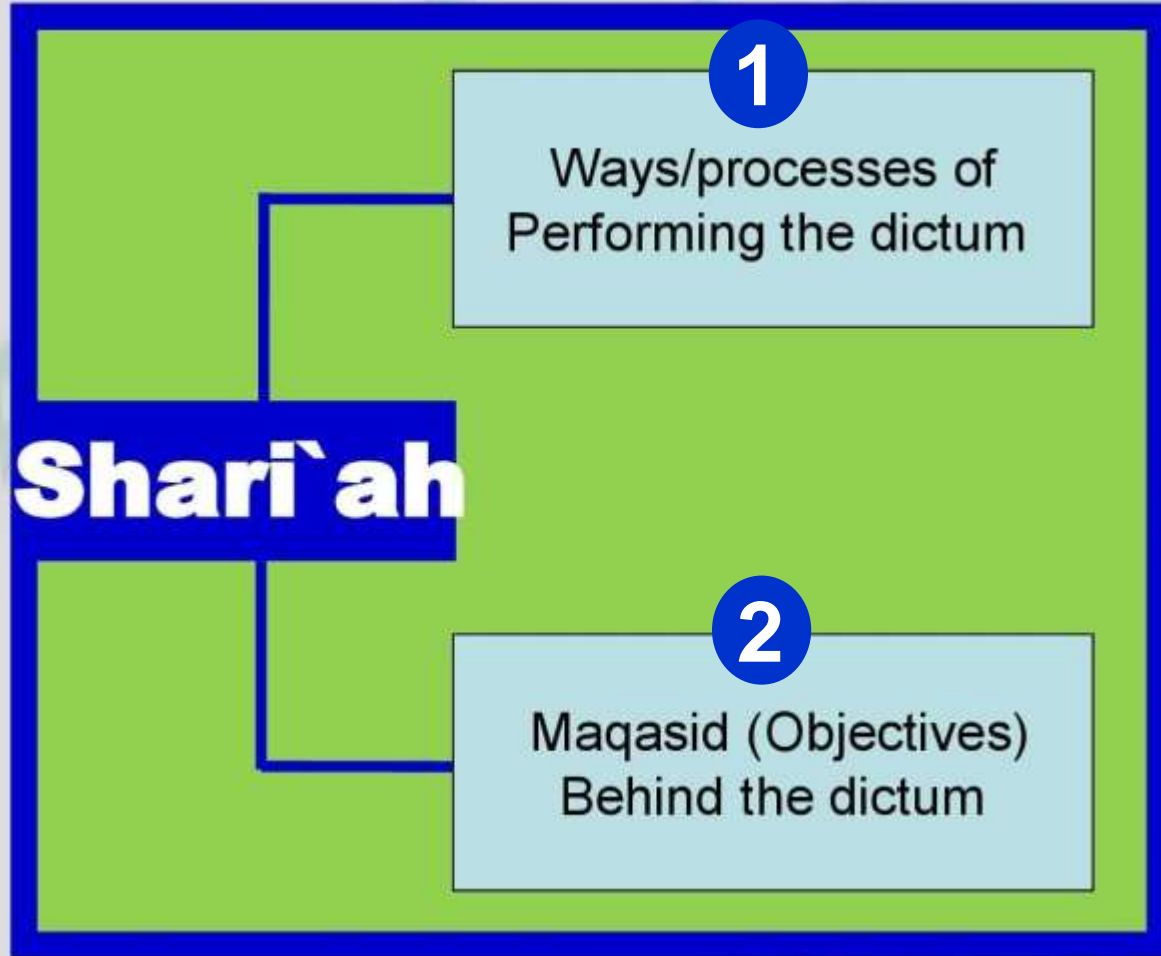 1
Ways/processes of
Performing the dictum
Shari`ah
2
Maqasid (Objectives)
Behind the dictum